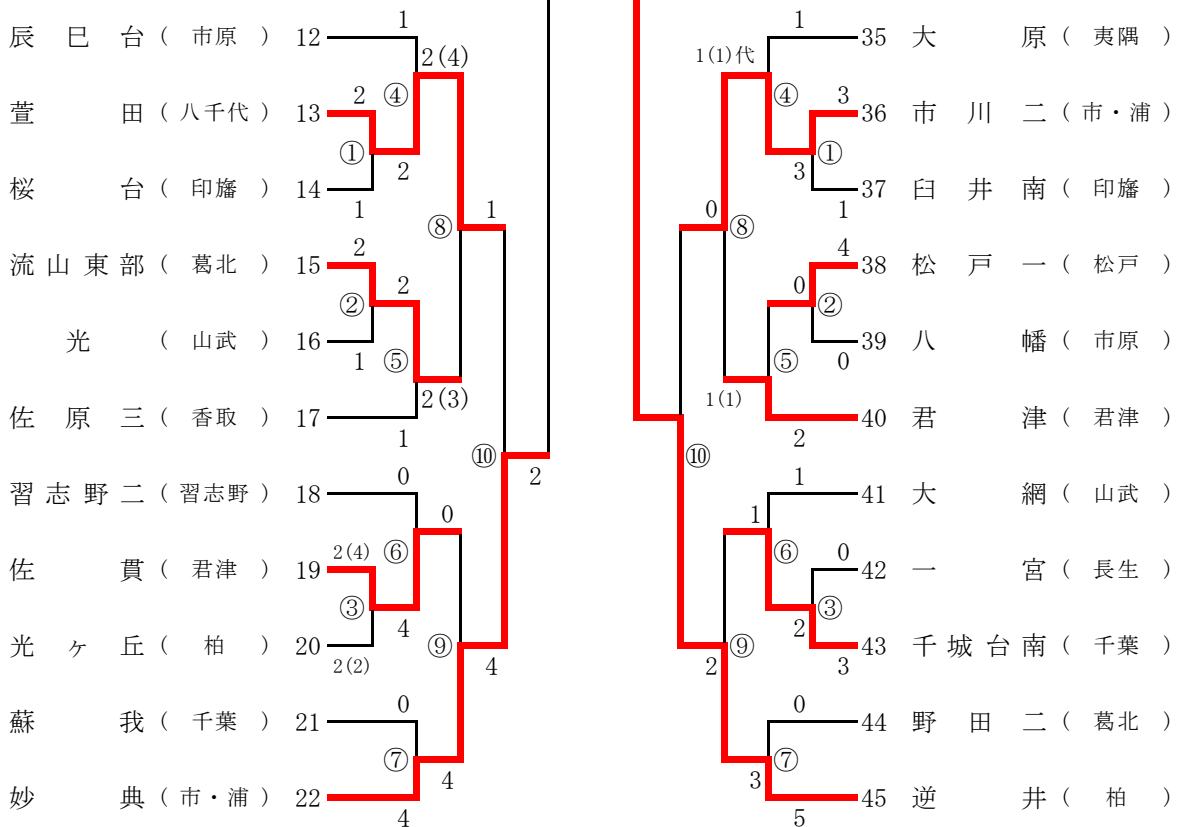 1 1
辰巳台（市原） 12 35 大原（夷隅）
2(4) 1(1)代
④ ④
2 3
萱田（八千代） 13 36 市川二（市・浦）
① ①
2 3
桜台（印旛） 14 37 臼井南（印旛）
1 1
1 0
⑧ ⑧
2 4
流山東部（葛北） 15 38 松戸一（松戸）
2 0
② ②
光（山武） 16 39 八幡（市原）
1 0
⑤ ⑤
2(3) 1(1)
佐原三（香取） 17 40 君津（君津）
1 2
⑩ ⑩
2
0 1
習志野二（習志野） 18 41 大網（山武）
0 1
⑥ ⑥
2(4) 0
佐貫（君津） 19 42 一宮（長生）
③ ③
4 2
光ヶ丘（柏） 20 43 千城台南（千葉）
2(2) 3
⑨ ⑨
4 2
0 0
蘇我（千葉） 21 44 野田二（葛北）
⑦ ⑦
4 3
妙典（市・浦） 22 45 逆井（柏）
4 5